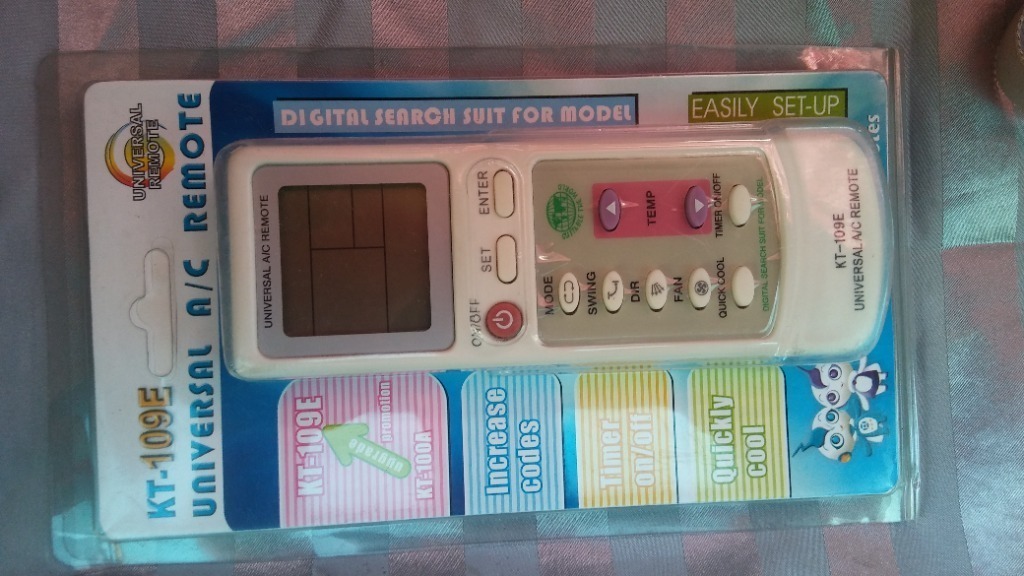 UNIVERSAL
REMOTE
KT-109E
UNIVERSAL A/C REMOTE
DIGITAL SEARCH SUIT FOR MODEL
EASILY SET-UP
UNIVERSAL A/C REMOTE
ON/OFF
SET
ENTER
MODE
SWING
DIR
FAN
QUICK COOL
TEMP
TIMER ON/OFF
DIGITAL SEARCH SUIT FOR MODEL
KT-109E
UNIVERSAL A/C REMOTE
KT-109E
KT-100A
Increase
codes
Timer
on/off
Quickly
cool